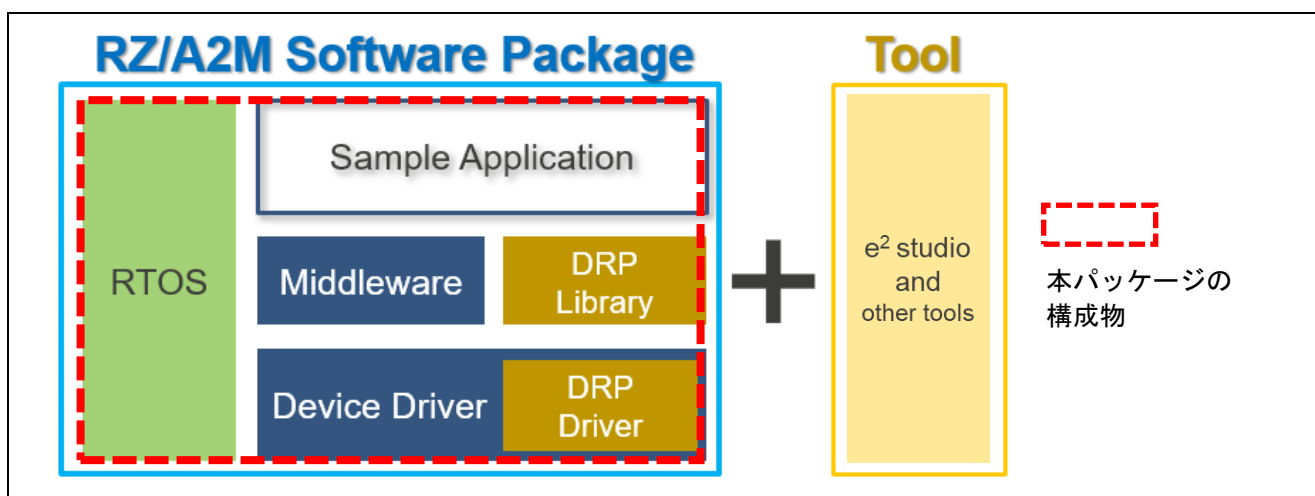 RZ/A2M Software Package
Tool
RTOS
Sample Application
Middleware
DRP
Library
Device Driver
DRP
Driver
+
e² studio
and
other tools
本パッケージの
構成物